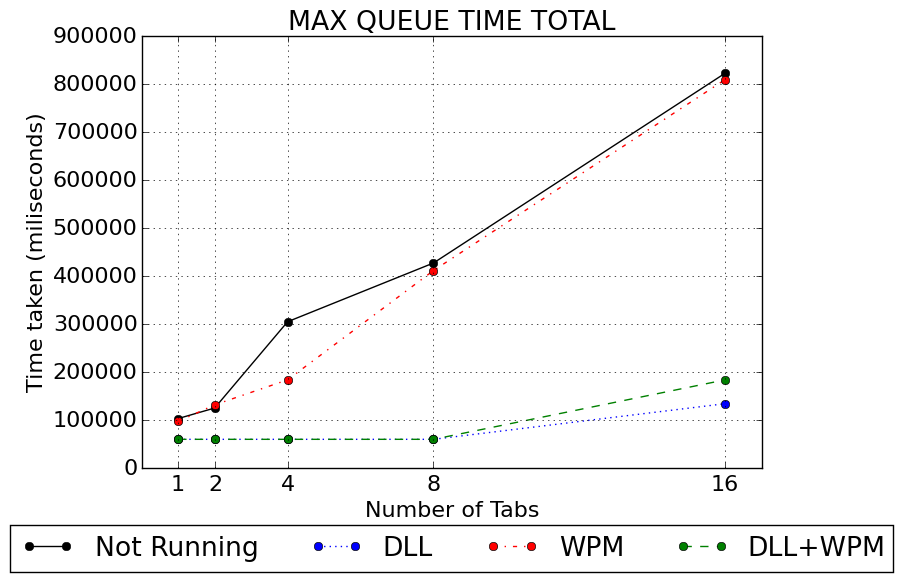 MAX QUEUE TIME TOTAL
900000
800000
700000
600000
500000
400000
300000
200000
100000
0
Time taken (miliseconds)
1 2 4 8 16
Number of Tabs
Not Running DLL WPM DLL+WPM